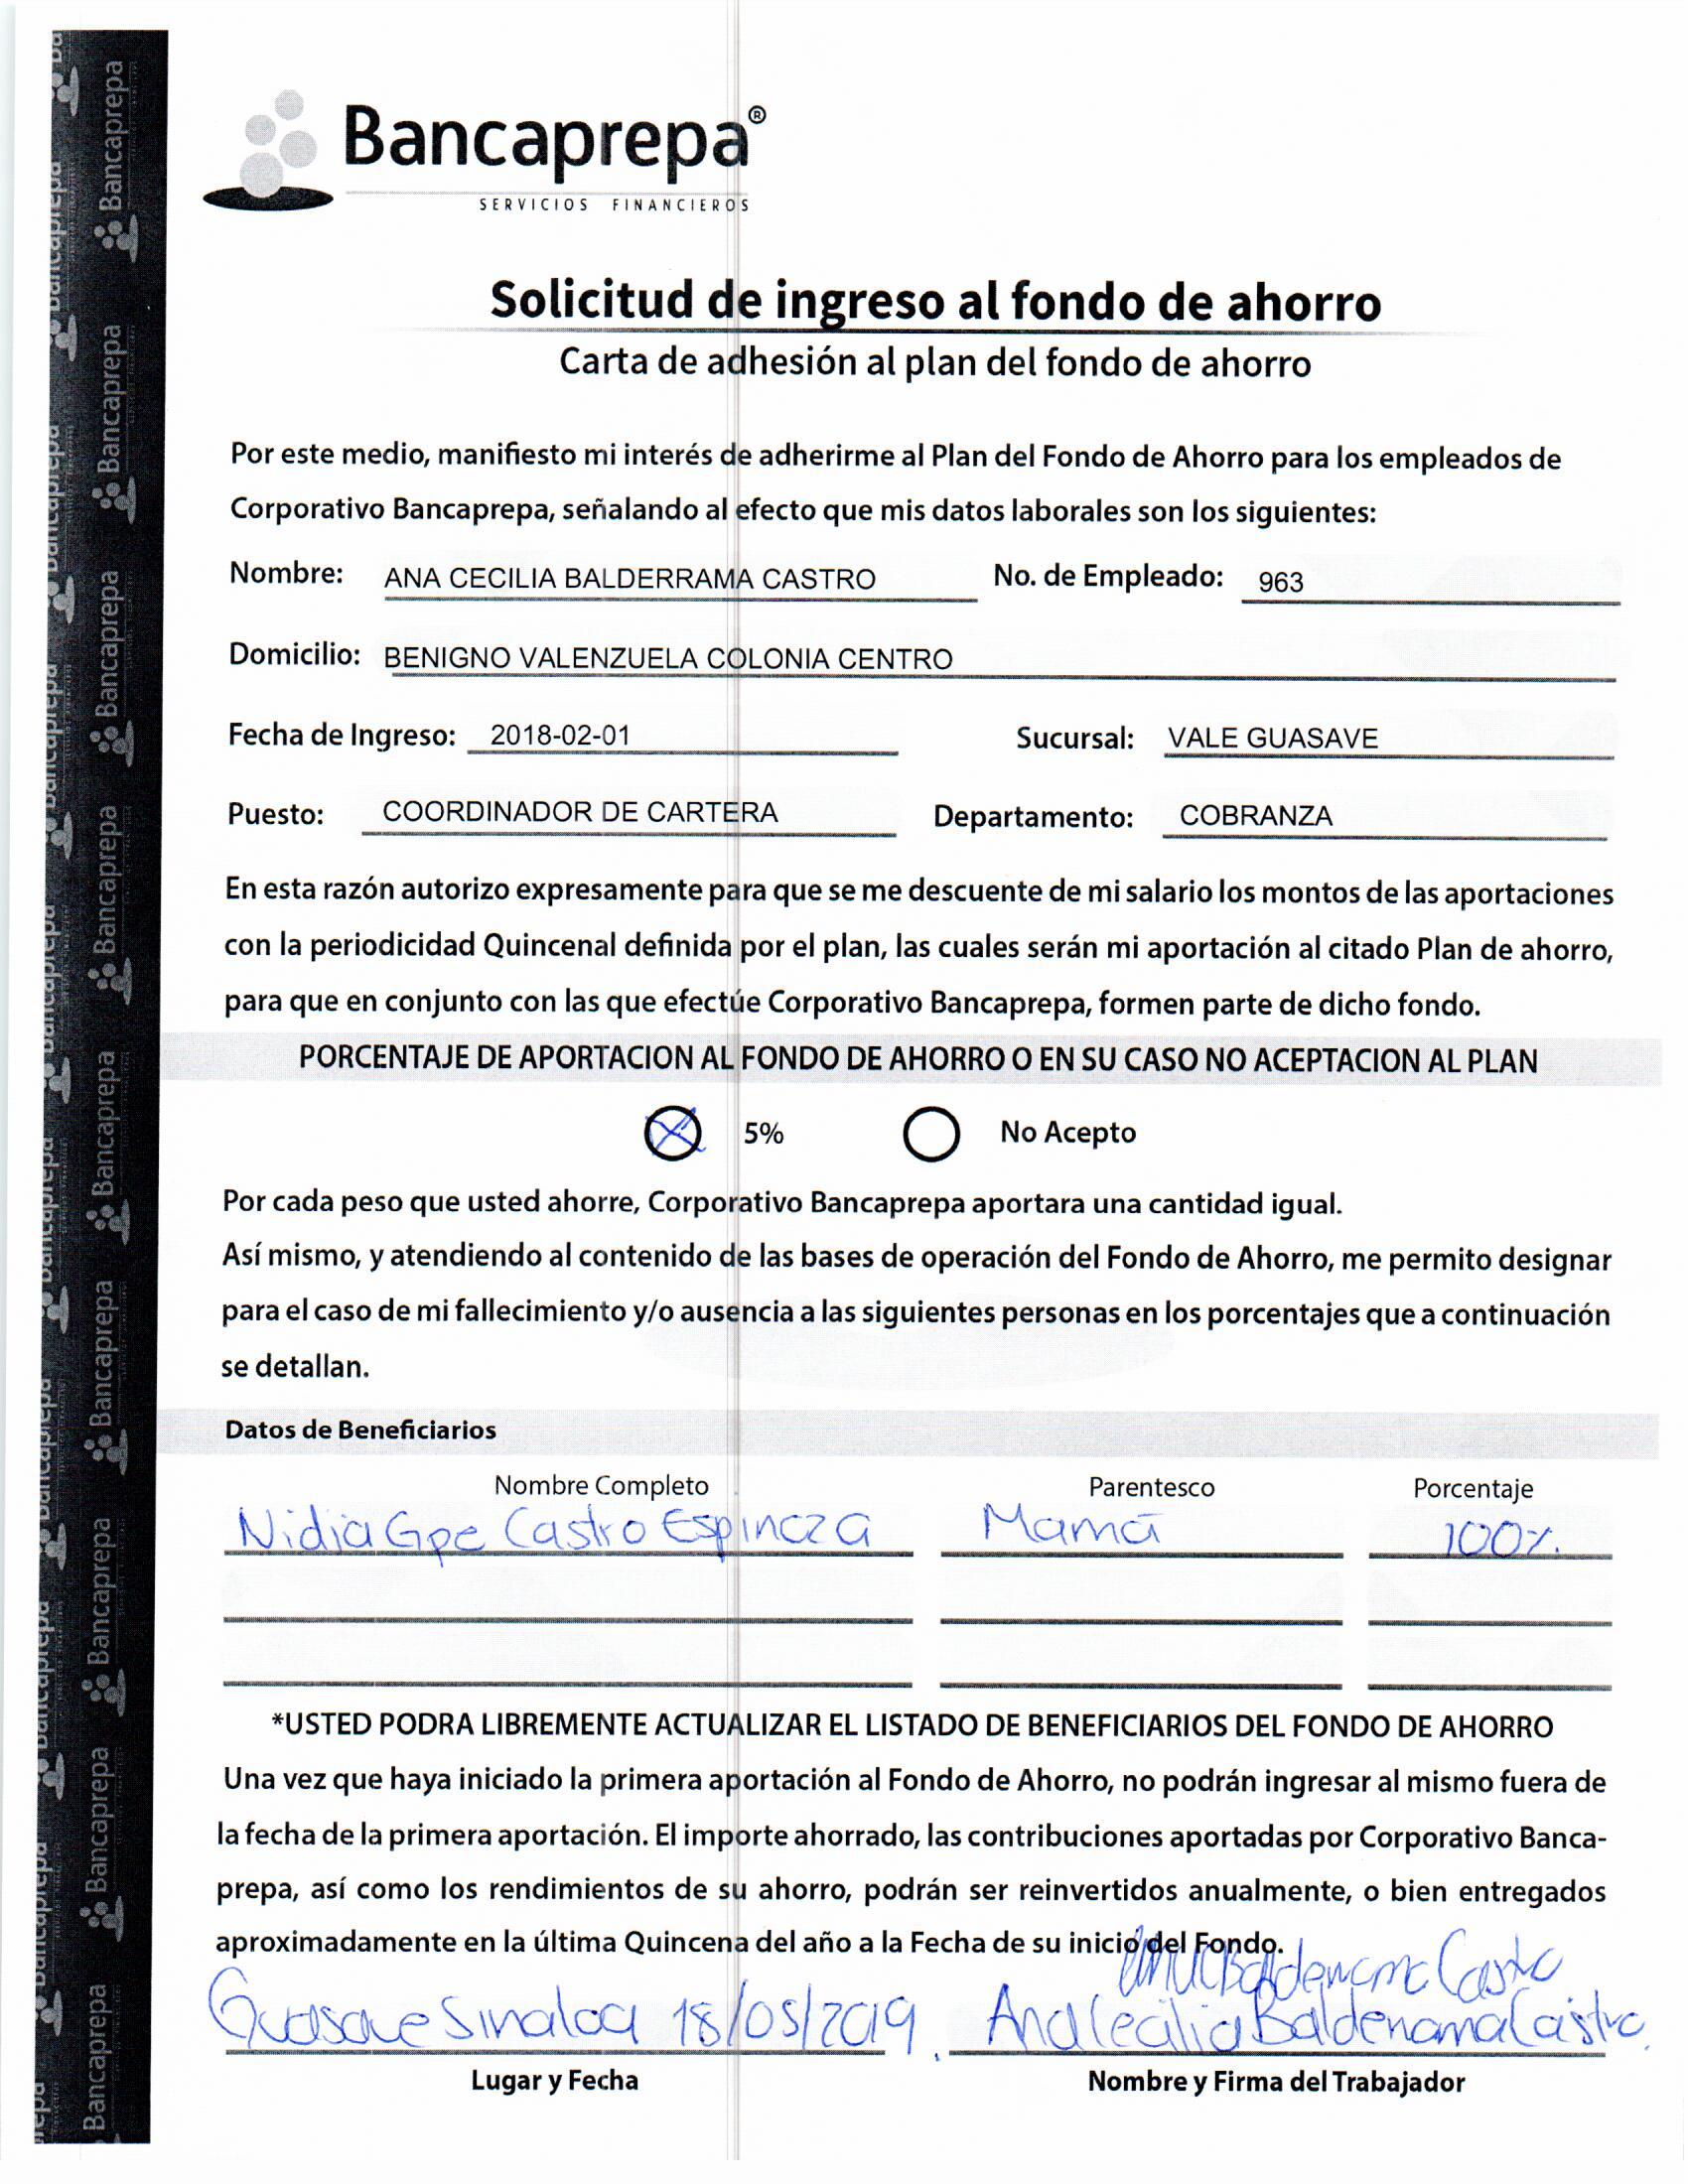 Bancaprepa®
SERVICIOS FINANCIEROS
Solicitud de ingreso al fondo de ahorro
Carta de adhesión al plan del fondo de ahorro
Por este medio, manifiesto mi interés de adherirme al Plan del Fondo de Ahorro para los empleados de
Corporativo Bancaprepa, señalando al efecto que mis datos laborales son los siguientes:
Nombre: ANA CECILIA BALDERRAMA CASTRO No. de Empleado: 963
Domicilio: BENIGNO VALENZUELA COLONIA CENTRO
Fecha de Ingreso: 2018-02-01 Sucursal: VALE GUASAVE
Puesto: COORDINADOR DE CARTERA Departamento: COBRANZA
En esta razón autorizo expresamente para que se me descuente de mi salario los montos de las aportaciones
con la periodicidad Quincenal definida por el plan, las cuales serán mi aportación al citado Plan de ahorro,
para que en conjunto con las que efectúe Corporativo Bancaprepa, formen parte de dicho fondo.
PORCENTAJE DE APORTACION AL FONDO DE AHORRO O EN SU CASO NO ACEPTACION AL PLAN
5% No Acepto
Por cada peso que usted ahorre, Corporativo Bancaprepa aportara una cantidad igual.
Así mismo, y atendiendo al contenido de las bases de operación del Fondo de Ahorro, me permito designar
para el caso de mi fallecimiento y/o ausencia a las siguientes personas en los porcentajes que a continuación
se detallan.
Datos de Beneficiarios
Nombre Completo Parentesco Porcentaje
Nidia Gpe Castro Espinoza Mamá 100%.
*USTED PODRA LIBREMENTE ACTUALIZAR EL LISTADO DE BENEFICIARIOS DEL FONDO DE AHORRO
Una vez que haya iniciado la primera aportación al Fondo de Ahorro, no podrán ingresar al mismo fuera de
la fecha de la primera aportación. El importe ahorrado, las contribuciones aportadas por Corporativo Banca-
prepa, así como los rendimientos de su ahorro, podrán ser reinvertidos anualmente, o bien entregados
aproximadamente en la última Quincena del año a la Fecha de su inicio del Fondo.
Balderrama Castro
Guasave Sinaloa 18/05/2019. Ana Cecilia Balderrama Castro.
Lugar y Fecha Nombre y Firma del Trabajador